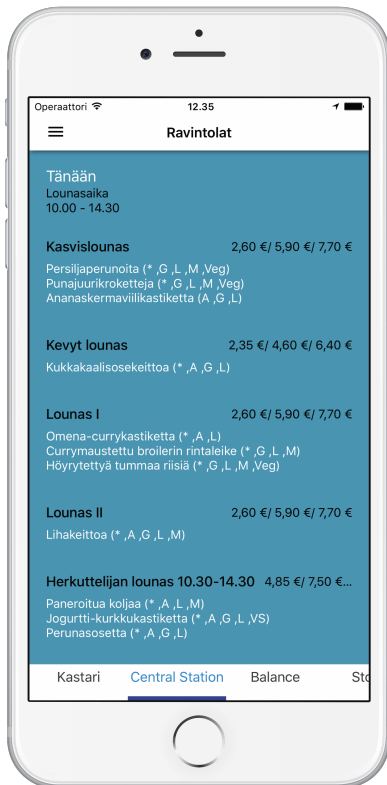 Operaattori 12.35
Ravintolat
Tänään
Lounasaika
10.00 - 14.30
Kasvislounas 2,60 €/ 5,90 €/ 7,70 €
Persiljaperunoita (* ,G ,L ,M ,Veg)
Punajuurikroketteja (* ,G ,L ,M ,Veg)
Ananaskermaviilikastiketta (A ,G ,L)
Kevyt lounas 2,35 €/ 4,60 €/ 6,40 €
Kukkakaalisosekeittoa (* ,A ,G ,L)
Lounas I 2,60 €/ 5,90 €/ 7,70 €
Omena-currykastiketta (* ,A ,L)
Currymaustettu broilerin rintaleike (* ,G ,L ,M)
Höyrytettyä tummaa riisiä (* ,G ,L ,M ,Veg)
Lounas II 2,60 €/ 5,90 €/ 7,70 €
Lihakeittoa (* ,A ,G ,L ,M)
Herkuttelijan lounas 10.30-14.30 4,85 €/ 7,50 €...
Paneroitua koljaa (* ,A ,L ,M)
Jogurtti-kurkkukastiketta (* ,A ,G ,L ,VS)
Perunasosetta (* ,A ,G ,L)
Kastari Central Station Balance Sto